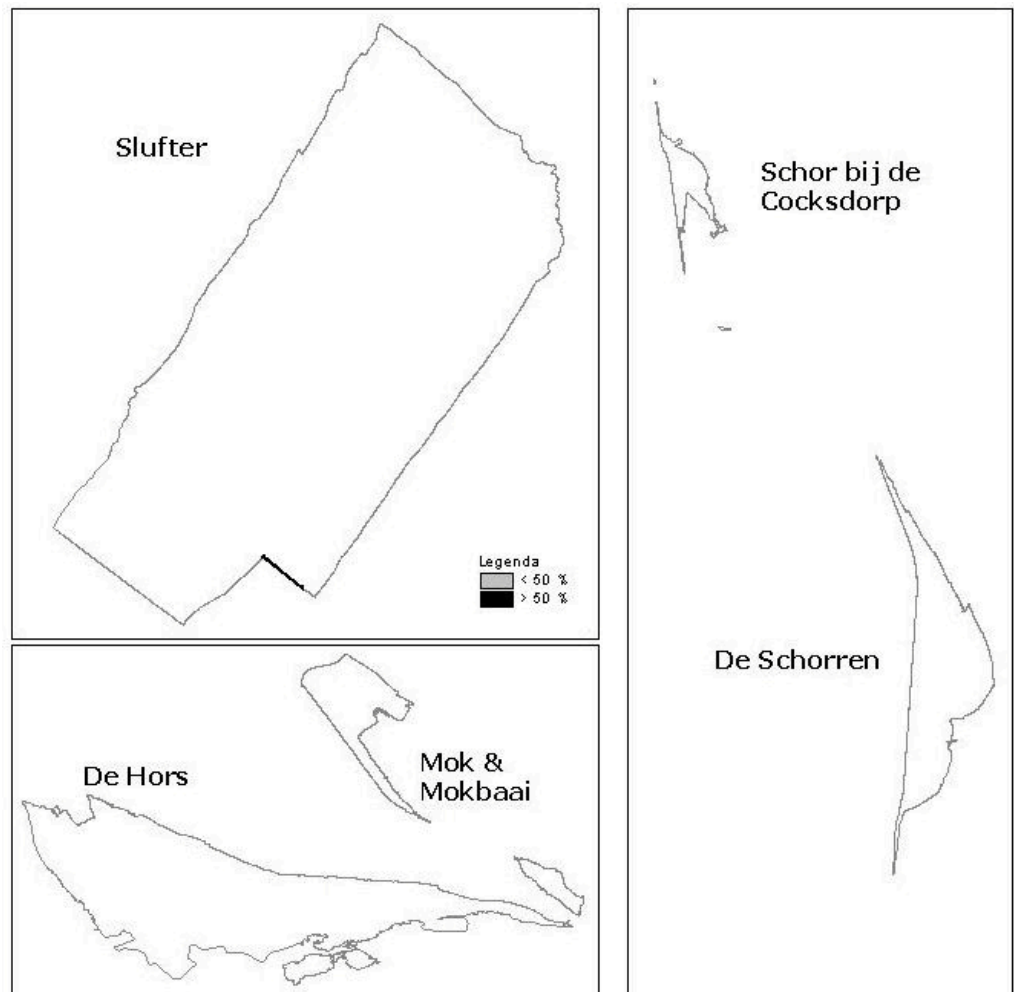 Slufter
Legenda
< 50 %
> 50 %
De Hors
Mok &
Mokbaai
Schor bij de
Cocksdorp
De Schorren